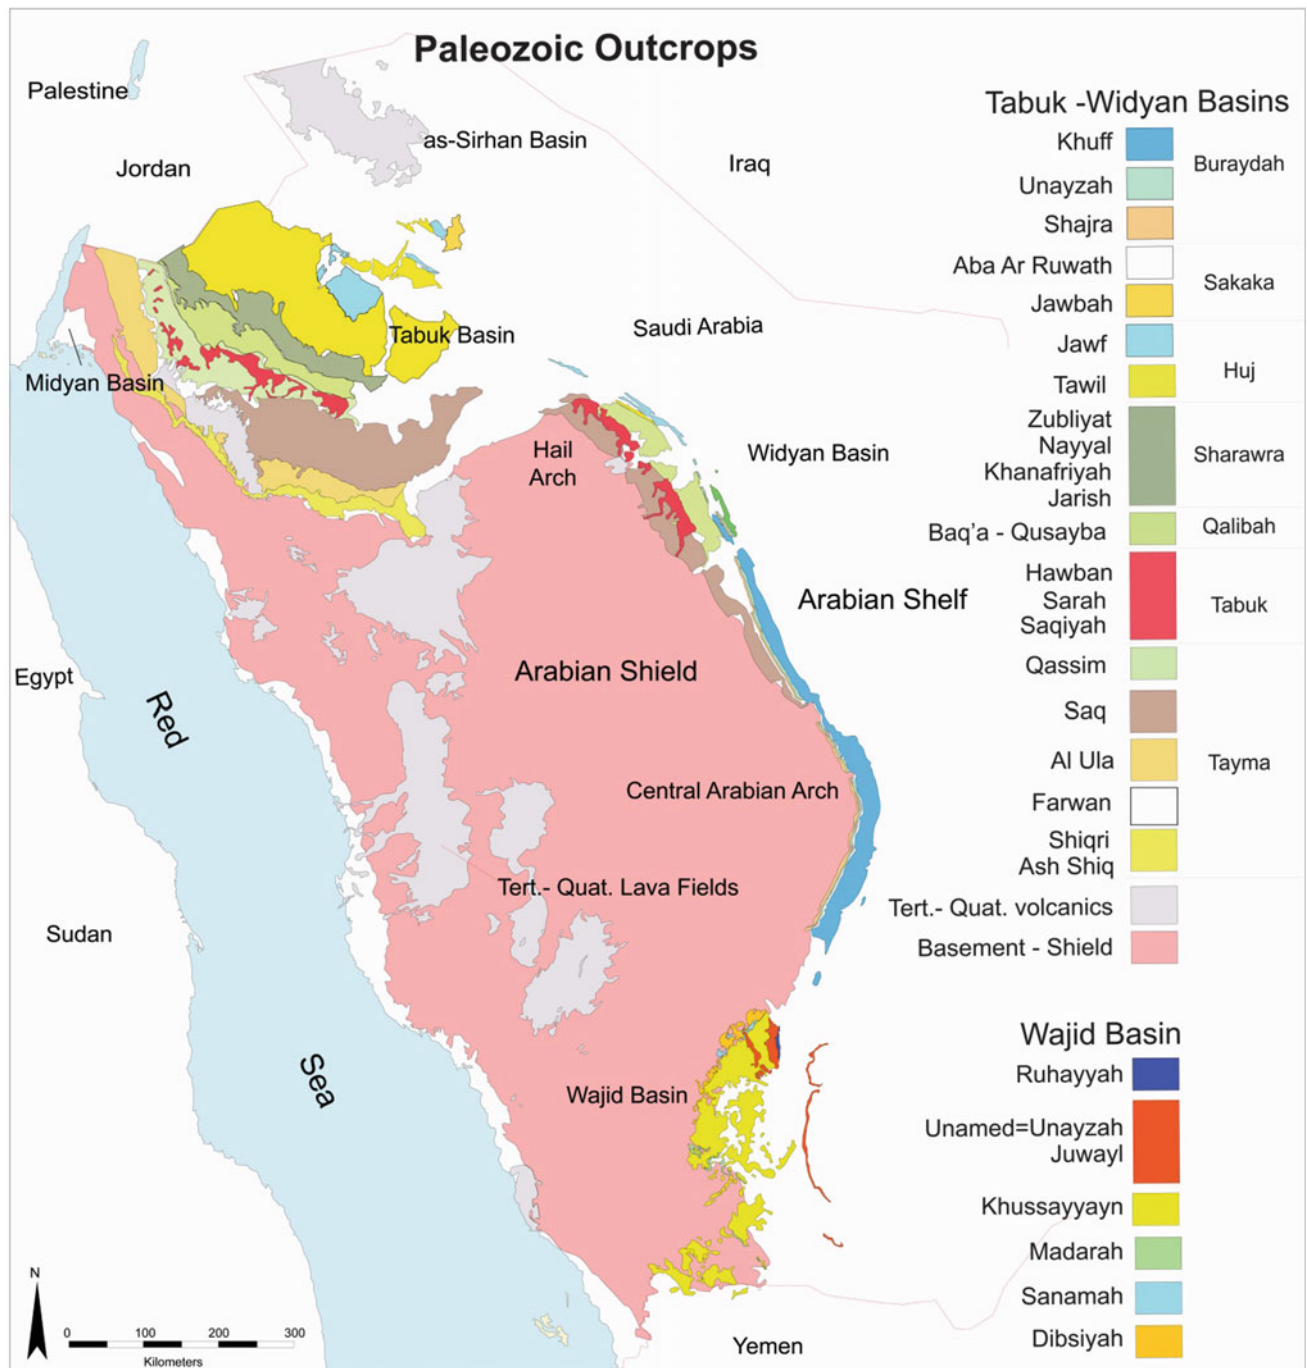 Paleozoic Outcrops
Palestine
Jordan
as-Sirhan Basin
Iraq
Tabuk Basin
Saudi Arabia
Midyan Basin
Hail
Arch
Widyan Basin
Arabian Shelf
Arabian Shield
Egypt
Red
Sea
Central Arabian Arch
Tert.- Quat. Lava Fields
Sudan
Wajid Basin
Yemen
N
0 100 200 300
Kilometers
Tabuk -Widyan Basins
Khuff
Unayzah
Shajra
Buraydah
Aba Ar Ruwath
Jawbah
Sakaka
Jawf
Tawil
Huj
Zubliyat
Nayyal
Khanafriyah
Jarish
Sharawra
Baq'a - Qusayba
Qalibah
Hawban
Sarah
Saqiyah
Tabuk
Qassim
Saq
Al Ula
Farwan
Shiqri
Ash Shiq
Tayma
Tert.- Quat. volcanics
Basement - Shield
Wajid Basin
Ruhayyah
Unamed=Unayzah
Juwayl
Khussayyayn
Madarah
Sanamah
Dibsiyah